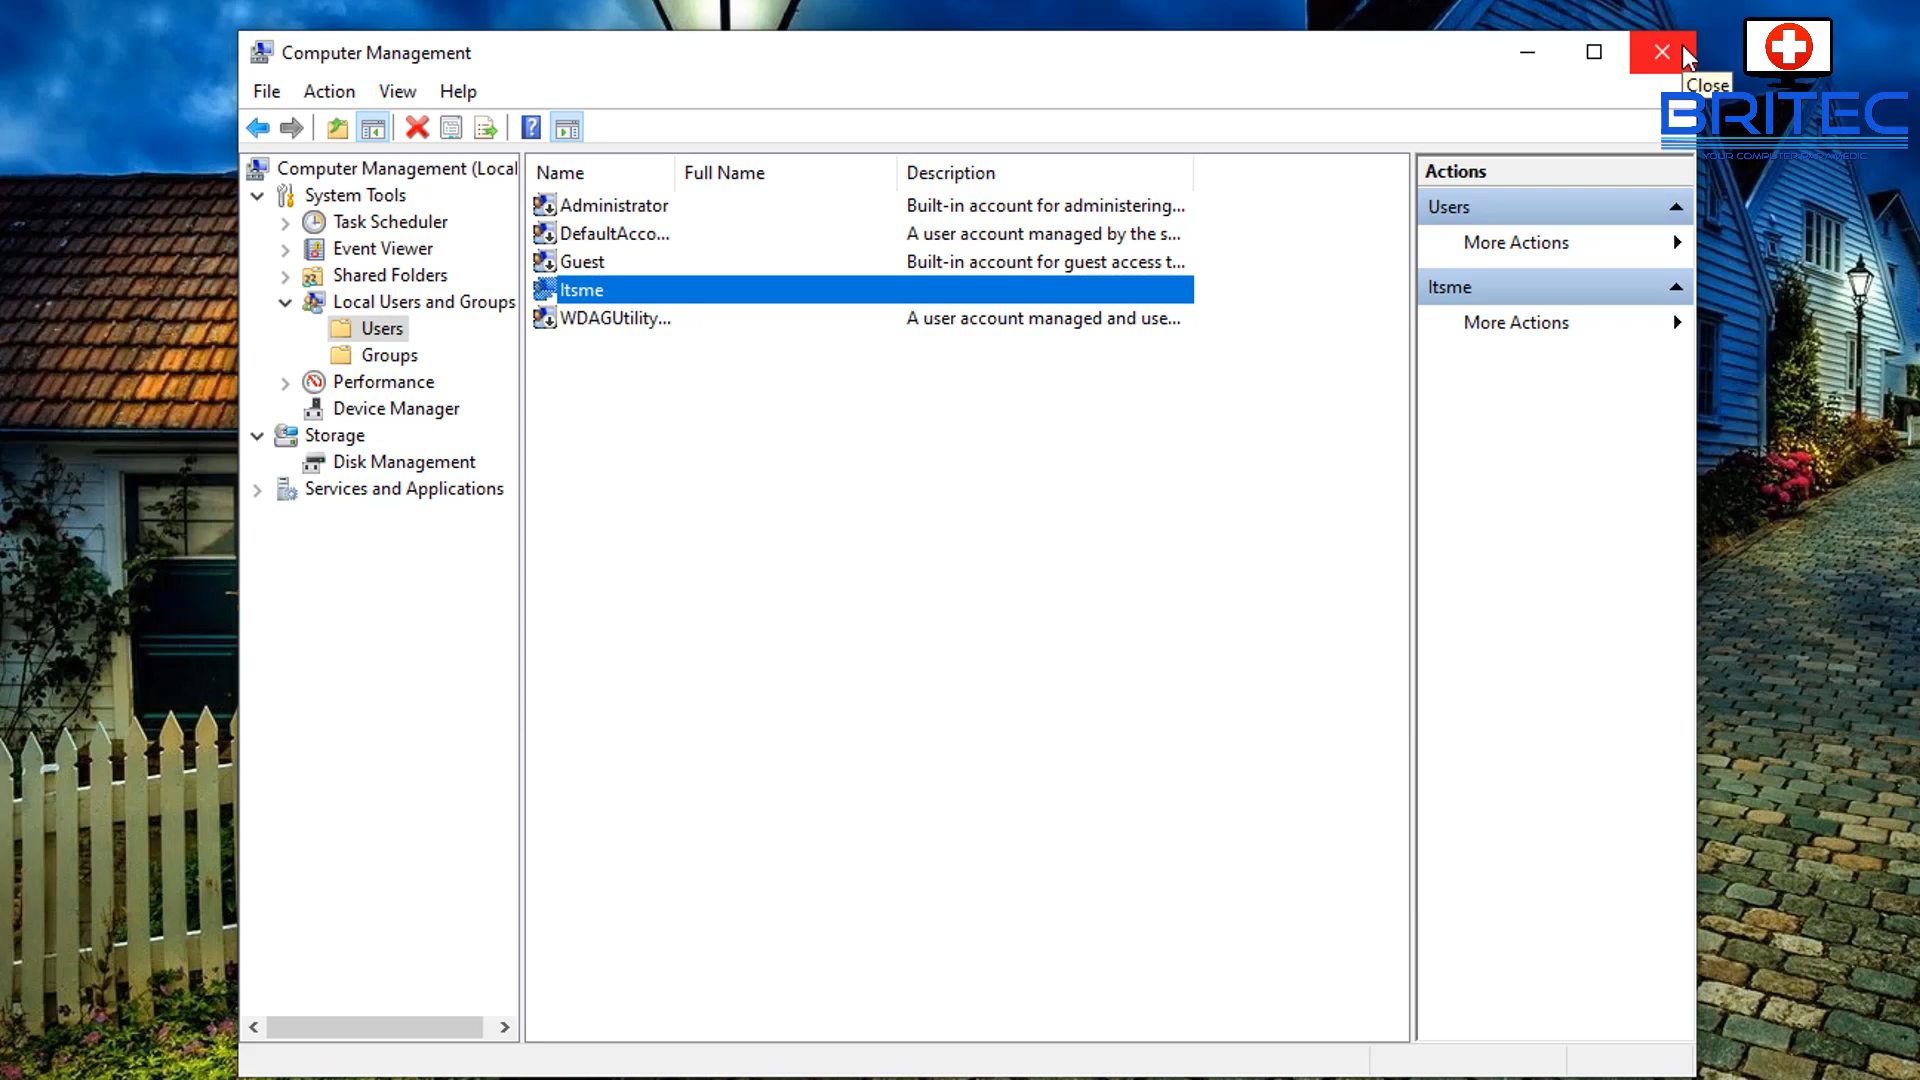 Computer Management
Close
BRITEC
YOUR COMPUTER PARAMEDIC
File Action View Help
Computer Management (Local
System Tools
Task Scheduler
Event Viewer
Shared Folders
Local Users and Groups
Users
Groups
Performance
Device Manager
Storage
Disk Management
Services and Applications
Name Full Name Description
Administrator Built-in account for administering...
DefaultAcco... A user account managed by the s...
Guest Built-in account for guest access t...
Itsme
WDAGUtility... A user account managed and use...
Actions
Users
More Actions
Itsme
More Actions